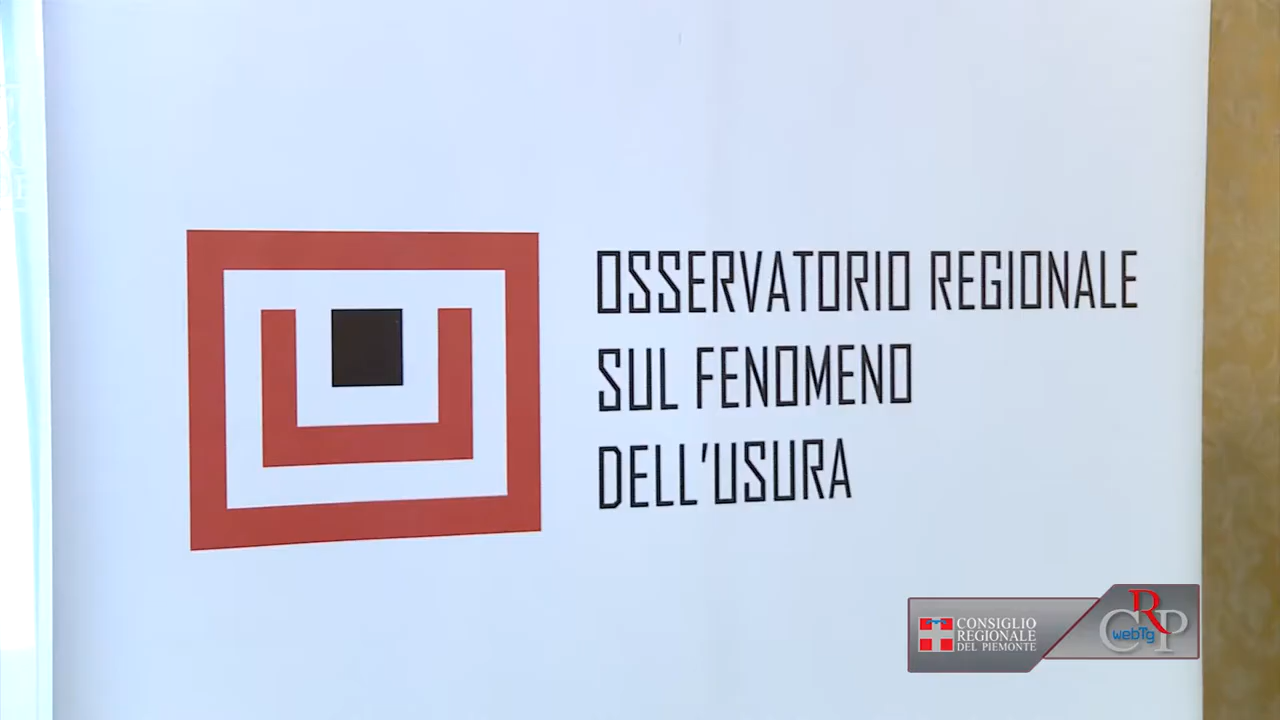 OSSERVATORIO REGIONALE
SUL FENOMENO
DELL'USURA
CONSIGLIO
REGIONALE
DEL PIEMONTE
CRP
webTg